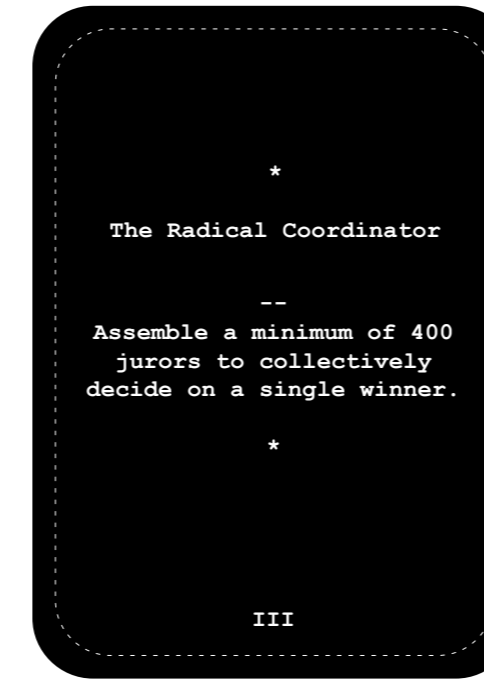 *
The Radical Coordinator
--
Assemble a minimum of 400
jurors to collectively
decide on a single winner.
*
III